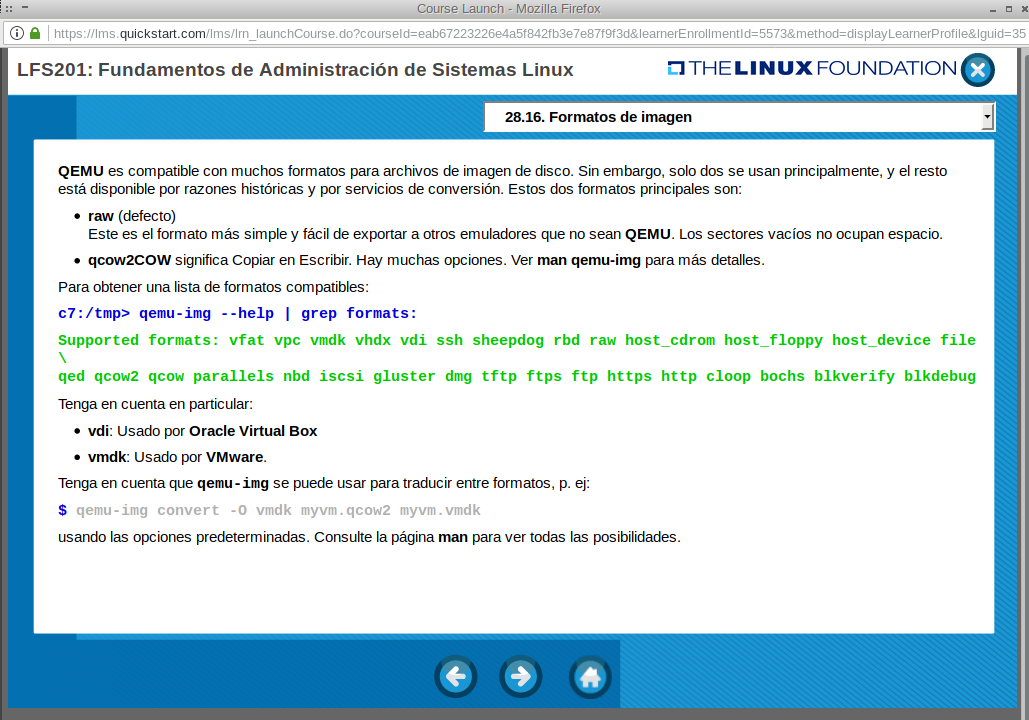 Course Launch - Mozilla Firefox
https://lms.quickstart.com/lms/lrn_launchCourse.do?courseId=eab67223226e4a5f842fb3e7e87f9f3d&learnerEnrollmentId=5573&method=displayLearnerProfile&lguid=35
LFS201: Fundamentos de Administración de Sistemas Linux
THE LINUX FOUNDATION
28.16. Formatos de imagen
QEMU es compatible con muchos formatos para archivos de imagen de disco. Sin embargo, solo dos se usan principalmente, y el resto
está disponible por razones históricas y por servicios de conversión. Estos dos formatos principales son:
• raw (defecto)
Este es el formato más simple y fácil de exportar a otros emuladores que no sean QEMU. Los sectores vacíos no ocupan espacio.
• qcow2COW significa Copiar en Escribir. Hay muchas opciones. Ver man qemu-img para más detalles.
Para obtener una lista de formatos compatibles:
c7:/tmp> qemu-img --help | grep formats:
Supported formats: vfat vpc vmdk vhdx vdi ssh sheepdog rbd raw host_cdrom host_floppy host_device file
\
qed qcow2 qcow parallels nbd iscsi gluster dmg tftp ftps ftp https http cloop bochs blkverify blkdebug
Tenga en cuenta en particular:
• vdi: Usado por Oracle Virtual Box
• vmdk: Usado por VMware.
Tenga en cuenta que qemu-img se puede usar para traducir entre formatos, p. ej:
$ qemu-img convert -O vmdk myvm.qcow2 myvm.vmdk
usando las opciones predeterminadas. Consulte la página man para ver todas las posibilidades.